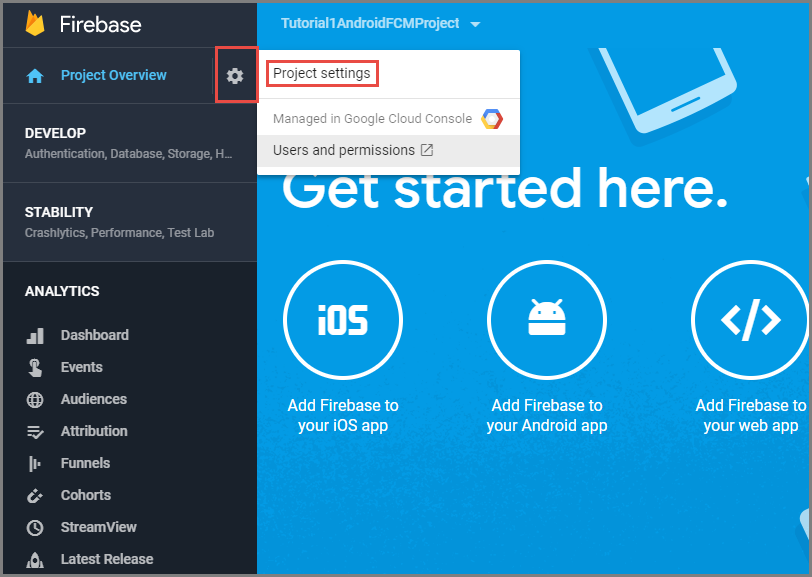 Firebase
Tutorial1AndroidFCMProject
Project Overview
Project settings
Managed in Google Cloud Console
Users and permissions
DEVELOP
Authentication, Database, Storage, H...
STABILITY
Crashlytics, Performance, Test Lab
ANALYTICS
Dashboard
Events
Audiences
Attribution
Funnels
Cohorts
StreamView
Latest Release
Get started here.
iOS
</>
Add Firebase to
your iOS app
Add Firebase to
your Android app
Add Firebase to
your web app